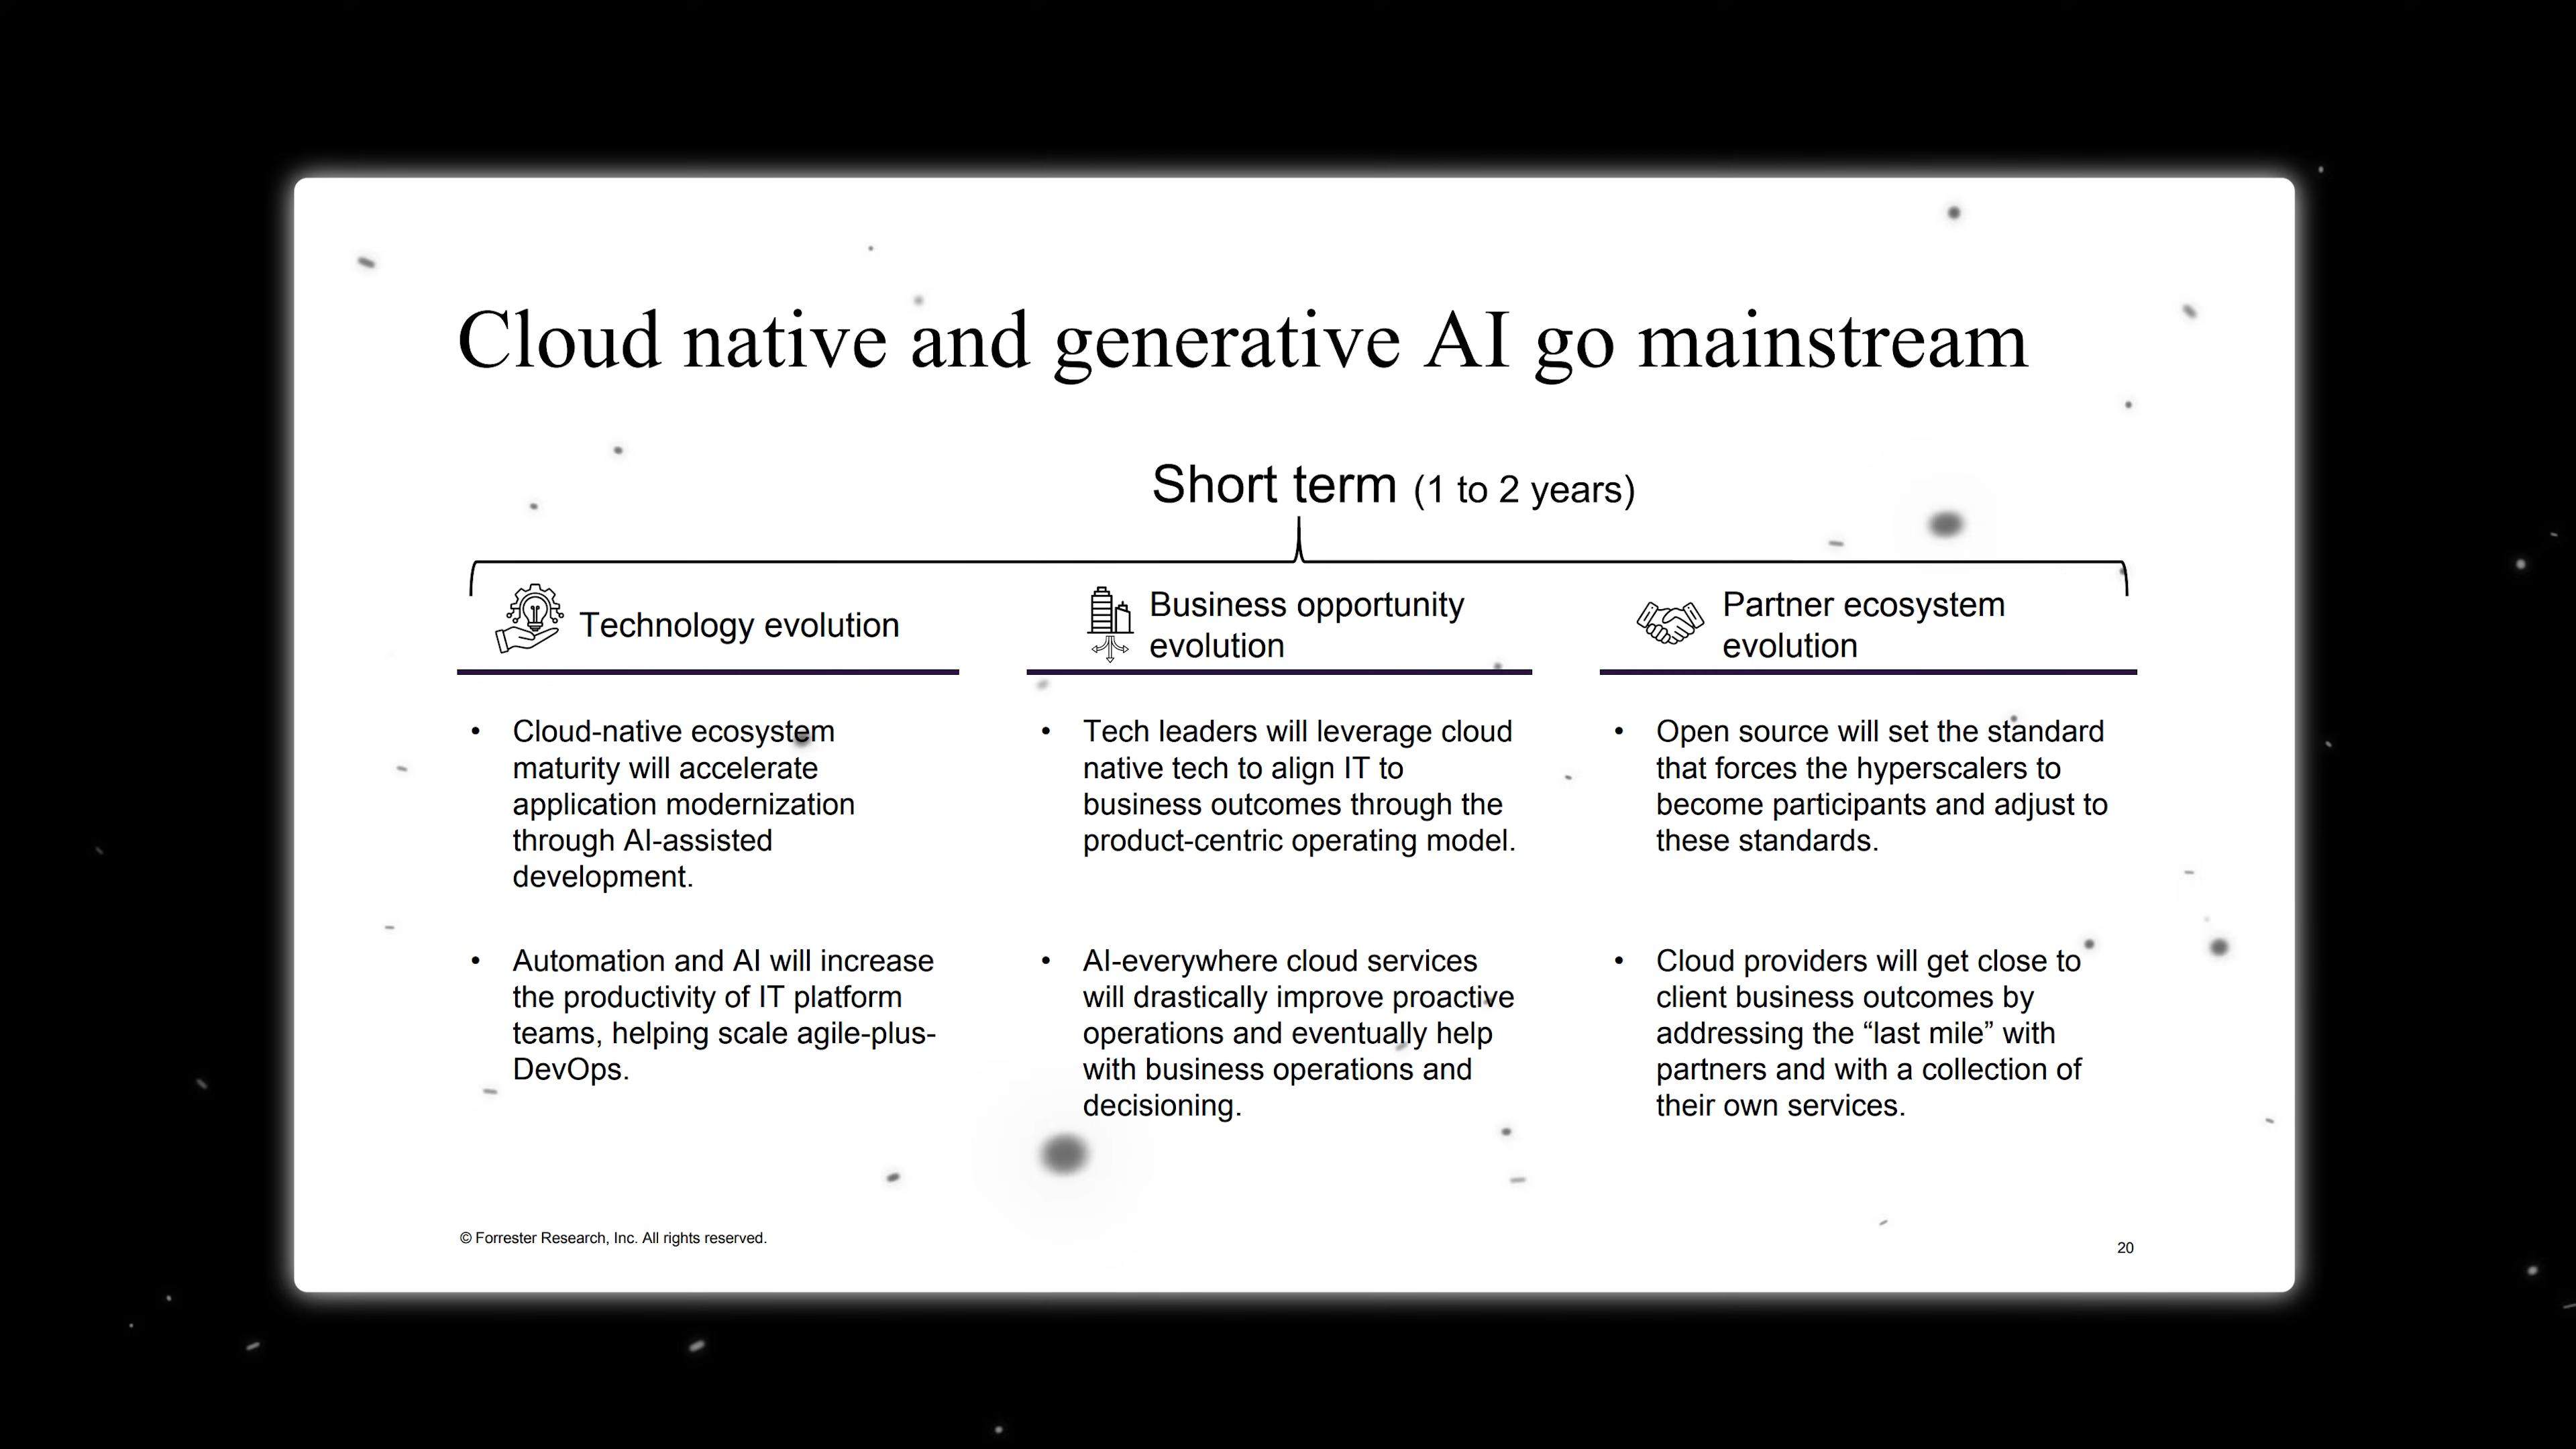 Cloud native and generative AI go mainstream
Short term (1 to 2 years)
Technology evolution
• Cloud-native ecosystem
maturity will accelerate
application modernization
through AI-assisted
development.
• Automation and AI will increase
the productivity of IT platform
teams, helping scale agile-plus-
DevOps.
Business opportunity
evolution
• Tech leaders will leverage cloud
native tech to align IT to
business outcomes through the
product-centric operating model.
• AI-everywhere cloud services
will drastically improve proactive
operations and eventually help
with business operations and
decisioning.
Partner ecosystem
evolution
• Open source will set the standard
that forces the hyperscalers to
become participants and adjust to
these standards.
• Cloud providers will get close to
client business outcomes by
addressing the “last mile” with
partners and with a collection of
their own services.
© Forrester Research, Inc. All rights reserved.
20